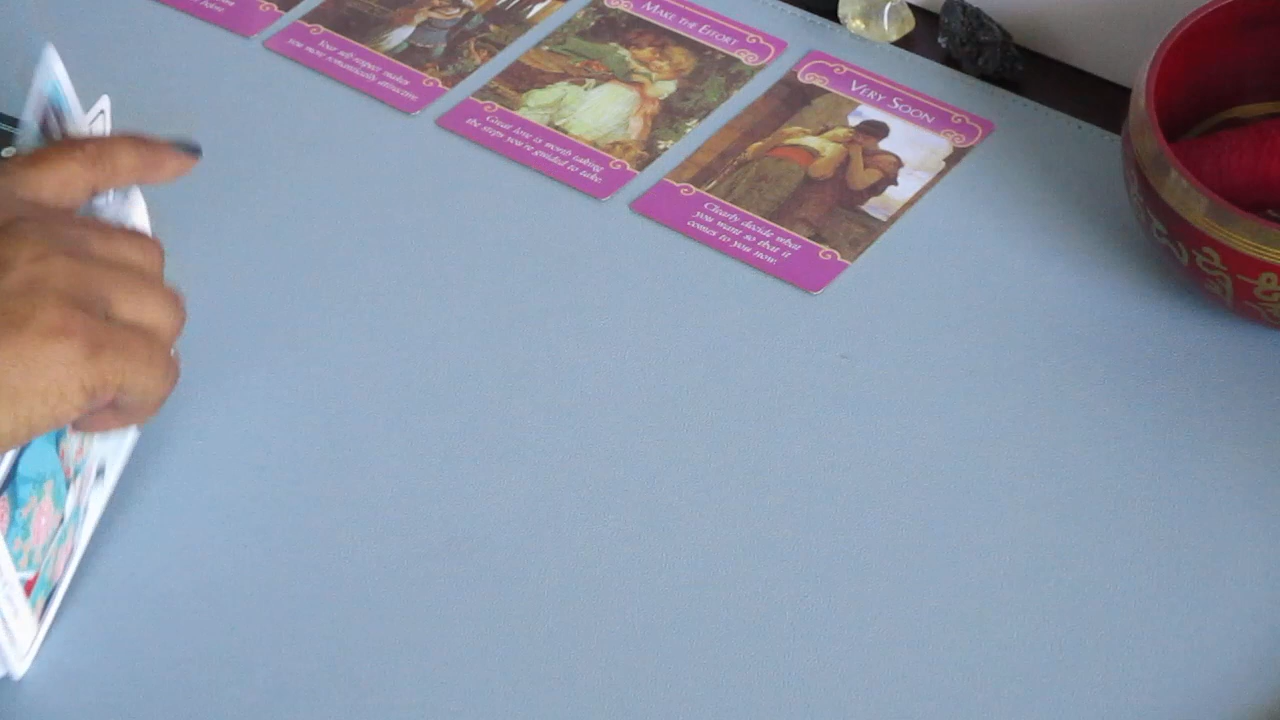 Your self-respect makes
you more romantically attractive.
MAKE THE EFFORT
Great love is worth taking
the steps you're guided to take.
VERY SOON
Clearly decide what
you want so that it
comes to you now.